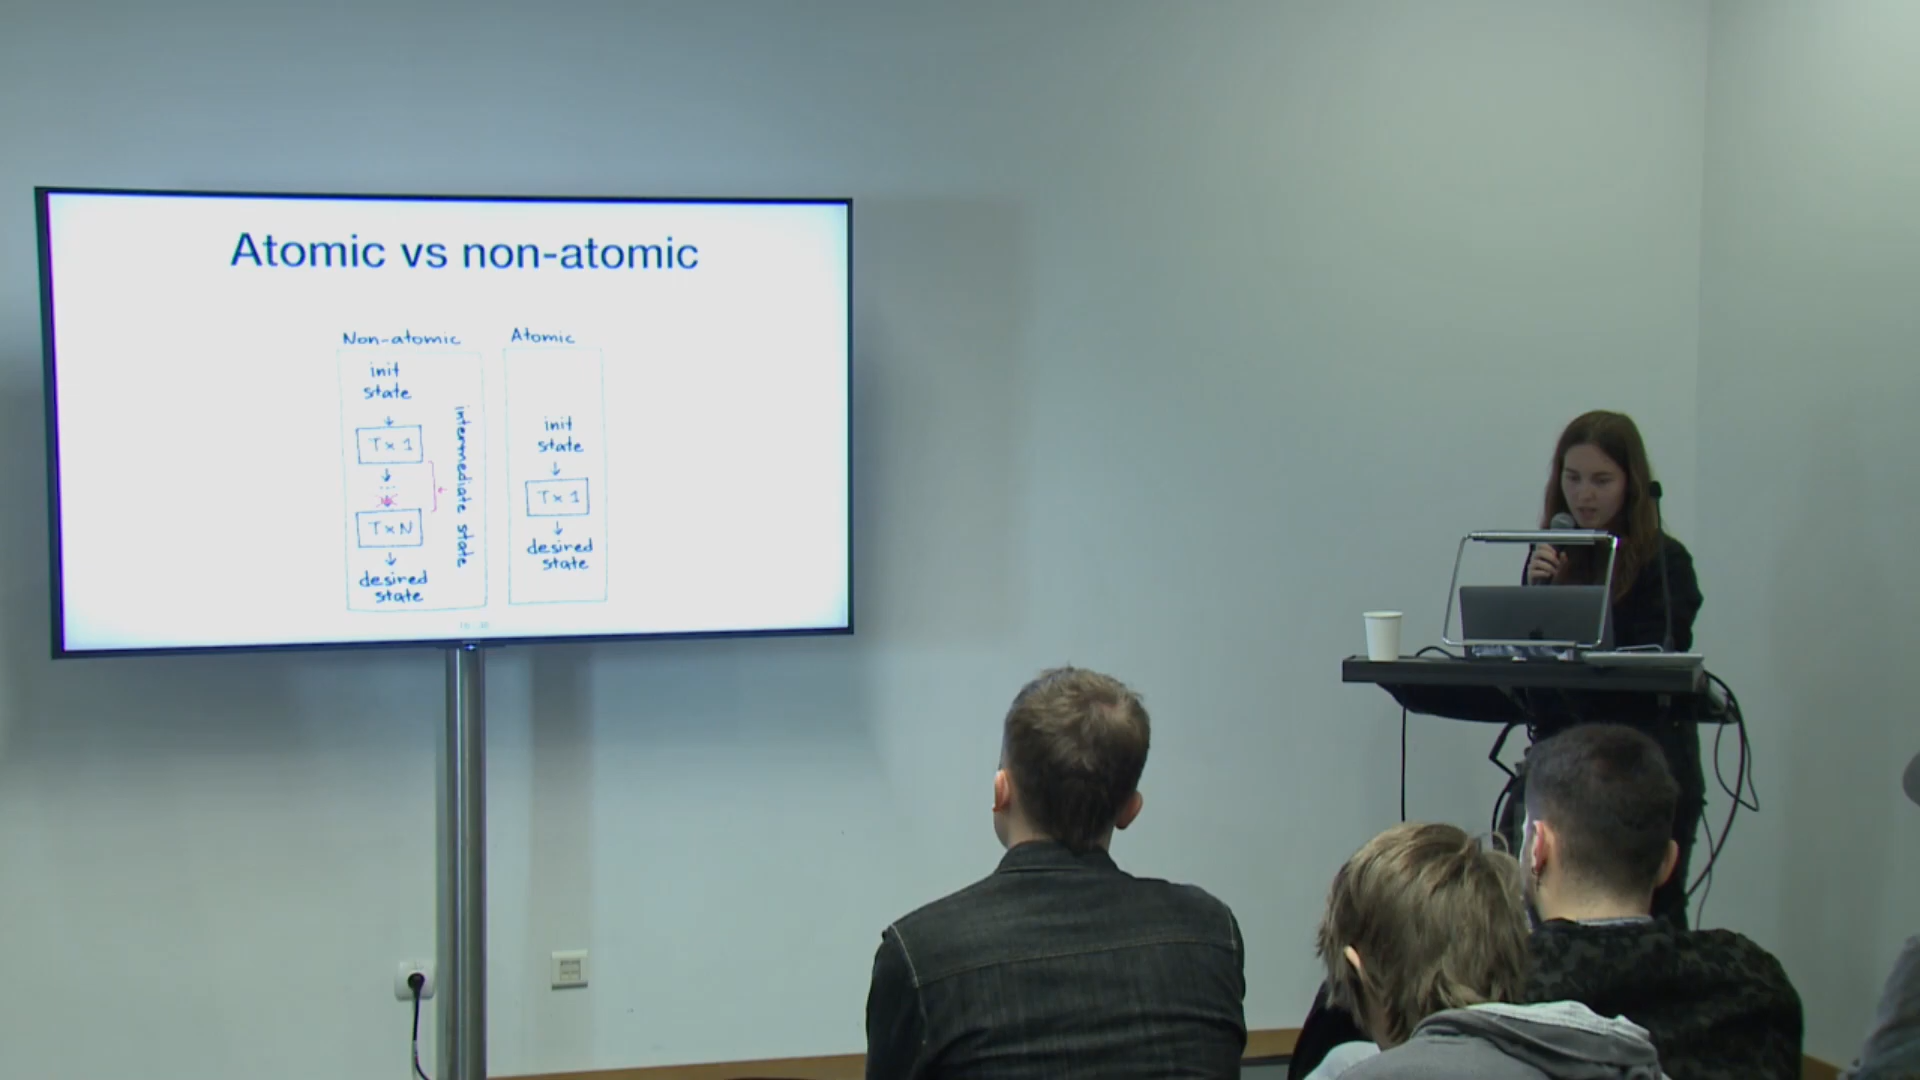 Atomic vs non-atomic
Non-atomic
init
state
Tx 1
...
Tx N
desired
state
intermediate state
Atomic
init
state
Tx 1
desired
state